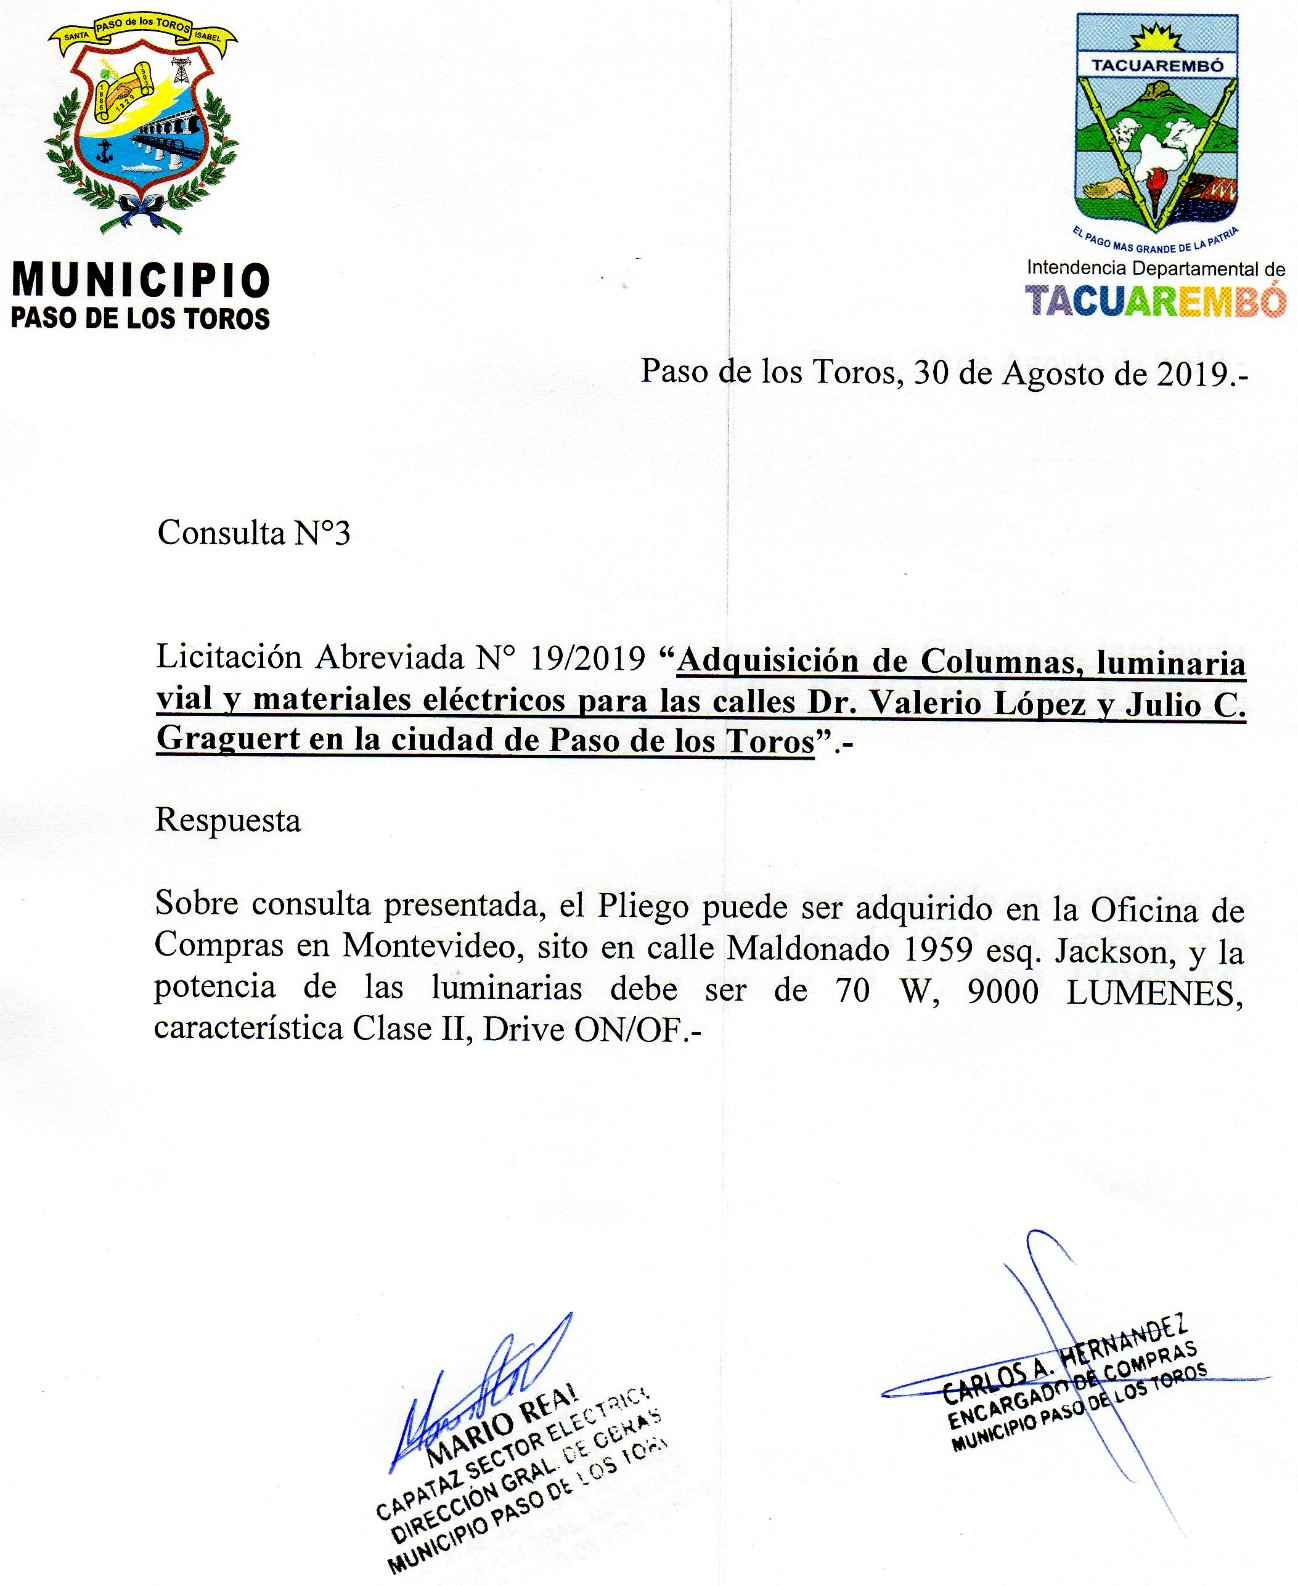 SANTA PASO de los TOROS ISABEL
TACUAREMBÓ
EL PAGO MAS GRANDE DE LA PATRIA
MUNICIPIO
PASO DE LOS TOROS
Intendencia Departamental de
TACUAREMBÓ
Paso de los Toros, 30 de Agosto de 2019.-
Consulta N°3
Licitación Abreviada N° 19/2019 “Adquisición de Columnas, luminaria
vial y materiales eléctricos para las calles Dr. Valerio López y Julio C.
Graguert en la ciudad de Paso de los Toros”.-
Respuesta
Sobre consulta presentada, el Pliego puede ser adquirido en la Oficina de
Compras en Montevideo, sito en calle Maldonado 1959 esq. Jackson, y la
potencia de las luminarias debe ser de 70 W, 9000 LUMENES,
característica Clase II, Drive ON/OF.-
MARIO REAL
CAPATAZ SECTOR ELECTRIC
DIRECCIÓN GRAL. DE OBRAS
MUNICIPIO PASO DE LOS TOR
CARLOS A. HERNANDEZ
ENCARGADO DE COMPRAS
MUNICIPIO PASO DE LOS TOROS